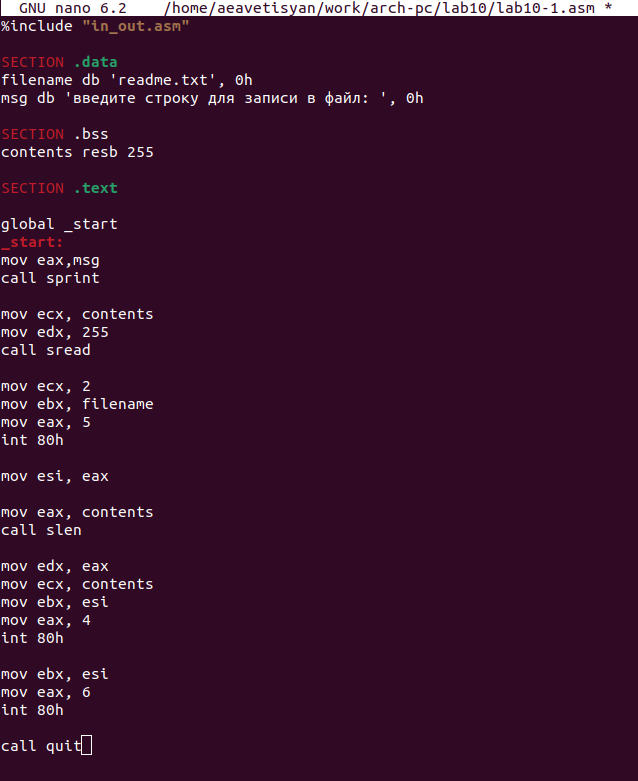 GNU nano 6.2 /home/aeavetisyan/work/arch-pc/lab10/lab10-1.asm *
%include "in_out.asm"
SECTION .data
filename db 'readme.txt', 0h
msg db 'введите строку для записи в файл: ', 0h
SECTION .bss
contents resb 255
SECTION .text
global _start
_start:
mov eax,msg
call sprint
mov ecx, contents
mov edx, 255
call sread
mov ecx, 2
mov ebx, filename
mov eax, 5
int 80h
mov esi, eax
mov eax, contents
call slen
mov edx, eax
mov ecx, contents
mov ebx, esi
mov eax, 4
int 80h
mov ebx, esi
mov eax, 6
int 80h
call quit